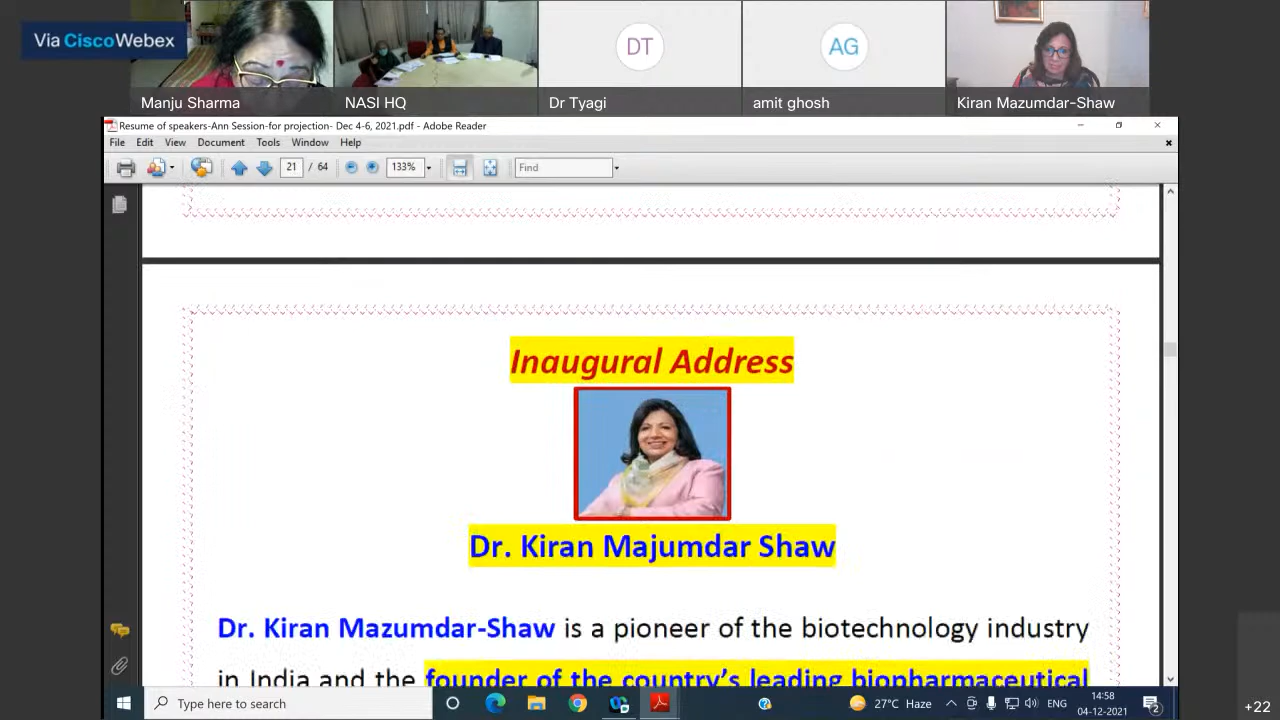 Via CiscoWebex
DT
AG
Manju Sharma
NASI HQ
Dr Tyagi
amit ghosh
Kiran Mazumdar-Shaw
Resume of speakers-Ann Session-for projection- Dec 4-6, 2021.pdf - Adobe Reader
File Edit View Document Tools Window Help
21 / 64 133% Find
Inaugural Address
Dr. Kiran Majumdar Shaw
Dr. Kiran Mazumdar-Shaw is a pioneer of the biotechnology industry
in India and the founder of the country's leading biopharmaceutical
Type here to search
27°C Haze
ENG
14:58
04-12-2021
2
+22